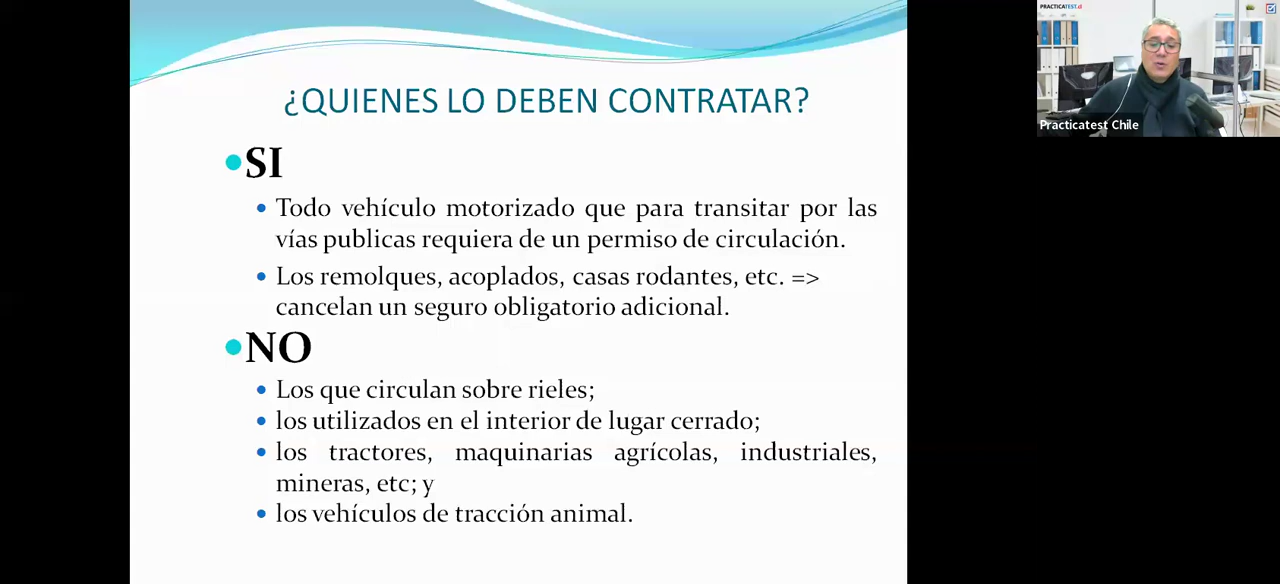 ¿QUIENES LO DEBEN CONTRATAR?
•SI
• Todo vehículo motorizado que para transitar por las
vías publicas requiera de un permiso de circulación.
• Los remolques, acoplados, casas rodantes, etc. =>
cancelan un seguro obligatorio adicional.
•NO
• Los que circulan sobre rieles;
• los utilizados en el interior de lugar cerrado;
• los tractores, maquinarias agrícolas, industriales,
mineras, etc; y
• los vehículos de tracción animal.
PRACTICATEST.cl
Practicatest Chile